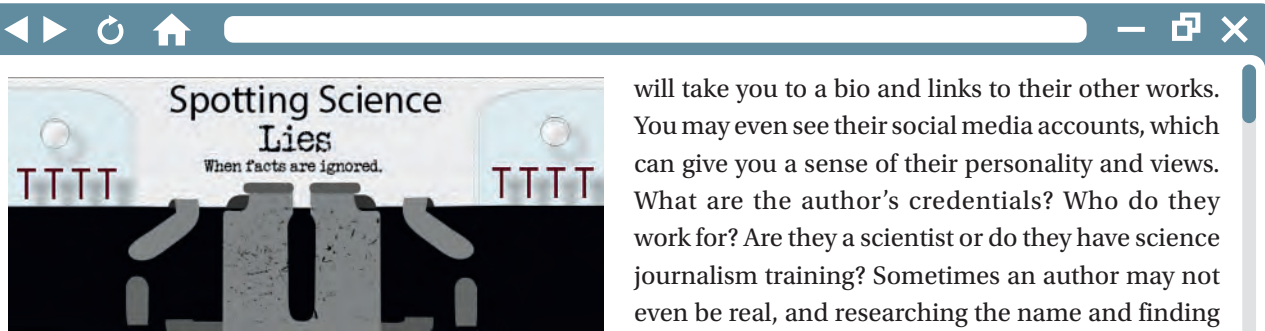 Spotting Science
Lies
When facts are ignored.
TTTT
TTTT
will take you to a bio and links to their other works.
You may even see their social media accounts, which
can give you a sense of their personality and views.
What are the author’s credentials? Who do they
work for? Are they a scientist or do they have science
journalism training? Sometimes an author may not
even be real, and researching the name and finding